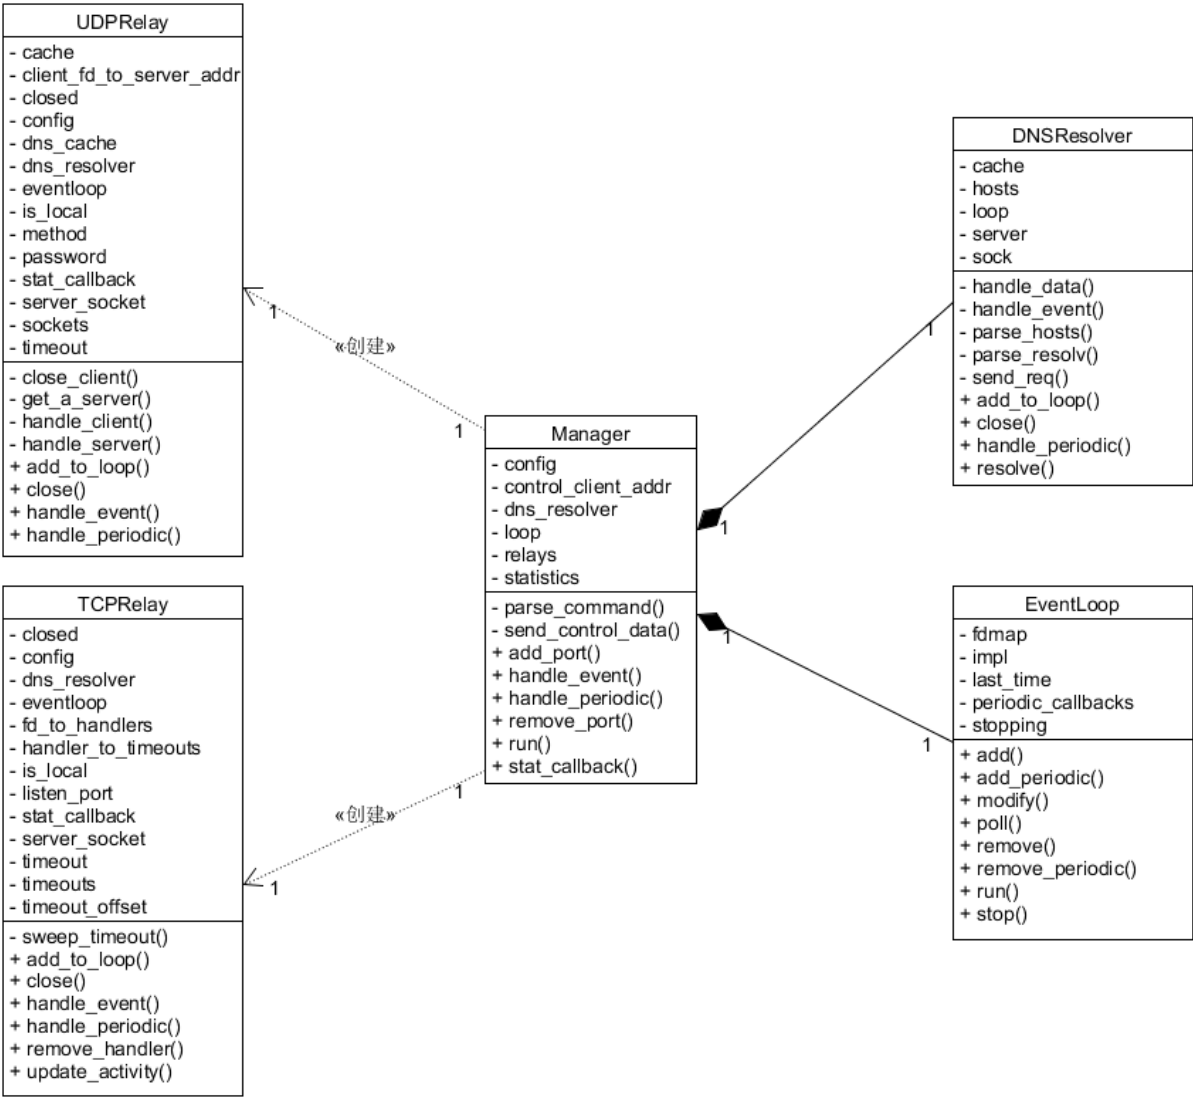 UDPRelay
- cache
- client_fd_to_server_addr
- closed
- config
- dns_cache
- dns_resolver
- eventloop
- is_local
- method
- password
- stat_callback
- server_socket
- sockets
- timeout
- close_client()
- get_a_server()
- handle_client()
- handle_server()
+ add_to_loop()
+ close()
+ handle_event()
+ handle_periodic()
TCPRelay
- closed
- config
- dns_resolver
- eventloop
- fd_to_handlers
- handler_to_timeouts
- is_local
- listen_port
- stat_callback
- server_socket
- timeout
- timeouts
- timeout_offset
- sweep_timeout()
+ add_to_loop()
+ close()
+ handle_event()
+ handle_periodic()
+ remove_handler()
+ update_activity()
1
«创建»
1
1
«创建»
1
Manager
- config
- control_client_addr
- dns_resolver
- loop
- relays
- statistics
- parse_command()
- send_control_data()
+ add_port()
+ handle_event()
+ handle_periodic()
+ remove_port()
+ run()
+ stat_callback()
1
1
1
1
DNSResolver
- cache
- hosts
- loop
- server
- sock
- handle_data()
- handle_event()
- parse_hosts()
- parse_resolv()
- send_req()
+ add_to_loop()
+ close()
+ handle_periodic()
+ resolve()
EventLoop
- fdmap
- impl
- last_time
- periodic_callbacks
- stopping
+ add()
+ add_periodic()
+ modify()
+ poll()
+ remove()
+ remove_periodic()
+ run()
+ stop()